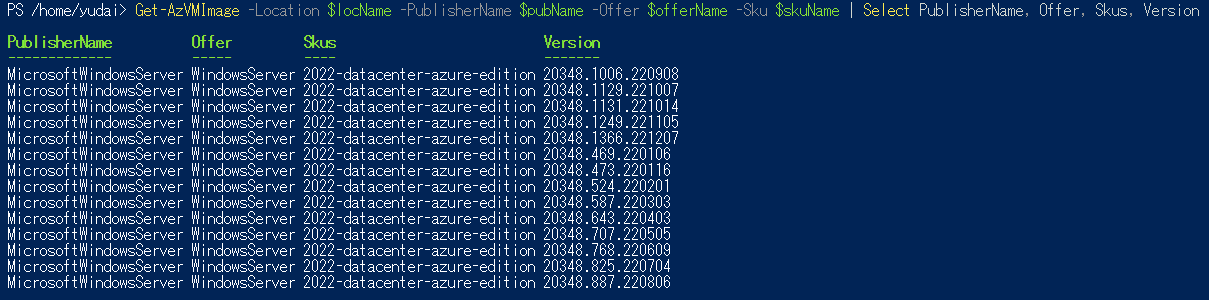 PS /home/yudai> Get-AzVMImage -Location $locName -PublisherName $pubName -Offer $offerName -Sku $skuName | Select PublisherName, Offer, Skus, Version
PublisherName Offer Skus Version
------------- ----- ---- -------
MicrosoftWindowsServer WindowsServer 2022-datacenter-azure-edition 20348.1006.220908
MicrosoftWindowsServer WindowsServer 2022-datacenter-azure-edition 20348.1129.221007
MicrosoftWindowsServer WindowsServer 2022-datacenter-azure-edition 20348.1131.221014
MicrosoftWindowsServer WindowsServer 2022-datacenter-azure-edition 20348.1249.221105
MicrosoftWindowsServer WindowsServer 2022-datacenter-azure-edition 20348.1366.221207
MicrosoftWindowsServer WindowsServer 2022-datacenter-azure-edition 20348.469.220106
MicrosoftWindowsServer WindowsServer 2022-datacenter-azure-edition 20348.473.220116
MicrosoftWindowsServer WindowsServer 2022-datacenter-azure-edition 20348.524.220201
MicrosoftWindowsServer WindowsServer 2022-datacenter-azure-edition 20348.587.220303
MicrosoftWindowsServer WindowsServer 2022-datacenter-azure-edition 20348.643.220403
MicrosoftWindowsServer WindowsServer 2022-datacenter-azure-edition 20348.707.220505
MicrosoftWindowsServer WindowsServer 2022-datacenter-azure-edition 20348.768.220609
MicrosoftWindowsServer WindowsServer 2022-datacenter-azure-edition 20348.825.220704
MicrosoftWindowsServer WindowsServer 2022-datacenter-azure-edition 20348.887.220806